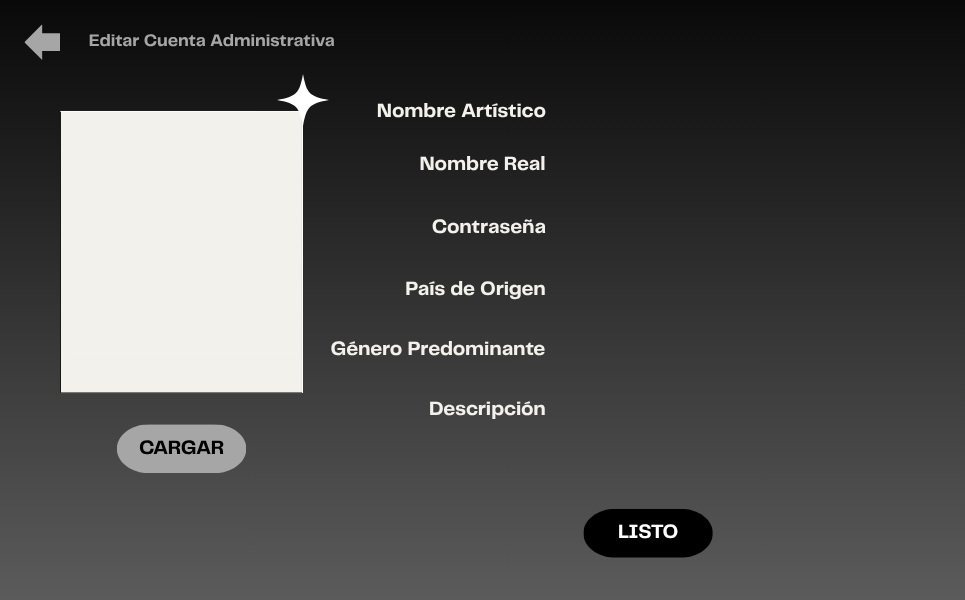 Editar Cuenta Administrativa
Nombre Artístico
Nombre Real
Contraseña
País de Origen
Género Predominante
Descripción
CARGAR
LISTO